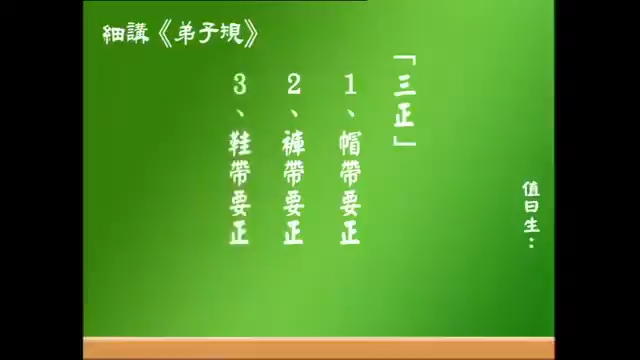 細講《弟子規》
「三正」
1、帽帶要正
2、褲帶要正
3、鞋帶要正
值日生：